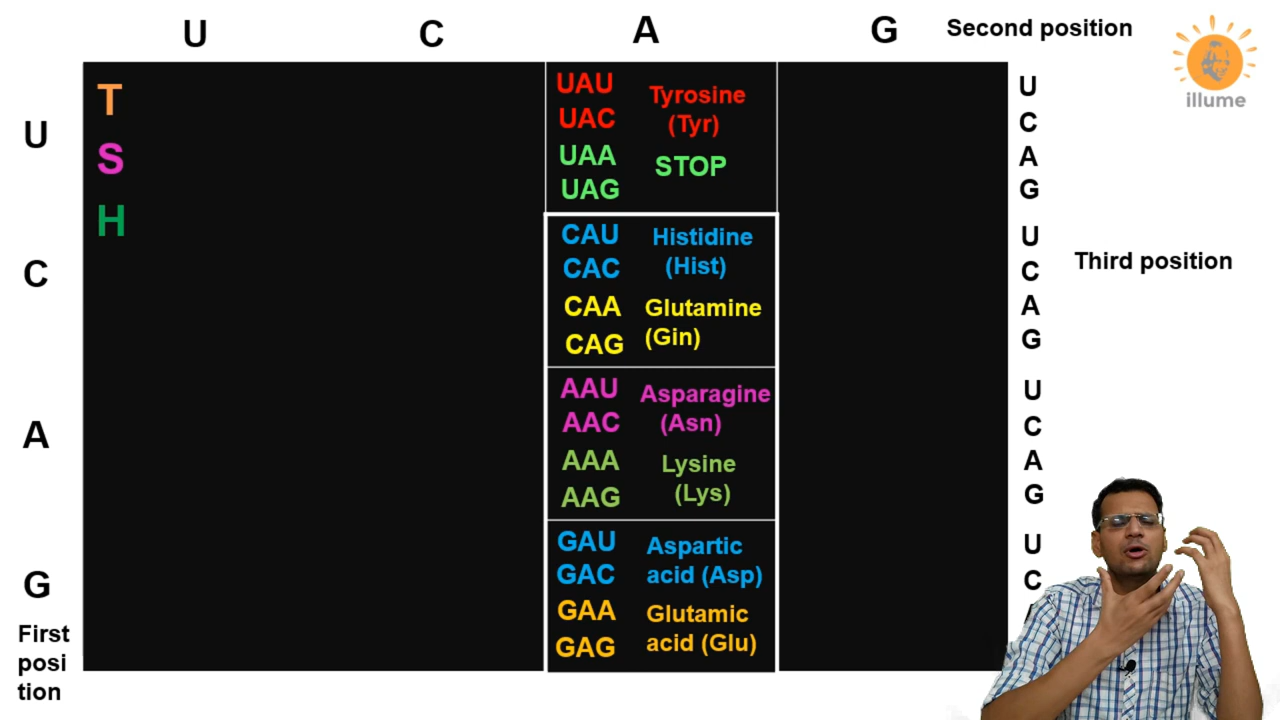 U C A G Second position
illume
U
C
A
G
First
posi
tion
T
S
H
UAU
UAC
Tyrosine
(Tyr)
UAA
UAG
STOP
CAU
CAC
Histidine
(Hist)
CAA
CAG
Glutamine
(Gin)
AAU
AAC
Asparagine
(Asn)
AAA
AAG
Lysine
(Lys)
GAU
GAC
Aspartic
acid (Asp)
GAA
GAG
Glutamic
acid (Glu)
U
C
A
G
U
C
A
G
U
C
A
G
U
C
Third position